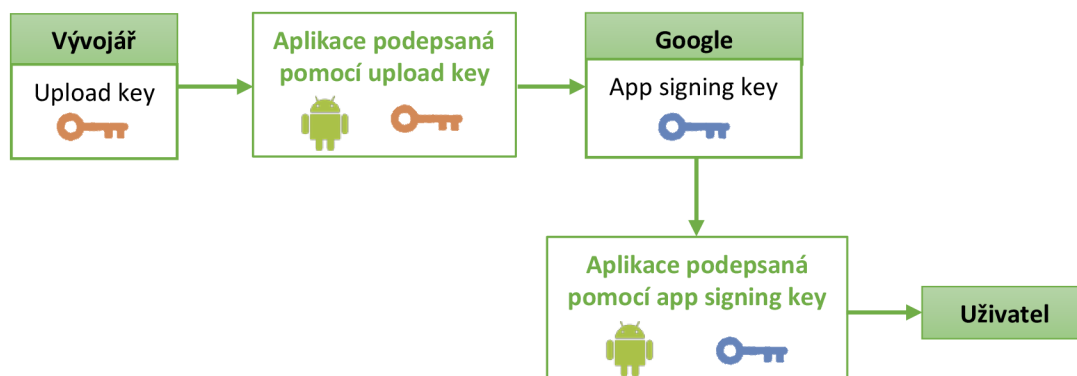 Vývojář
Upload key
Aplikace podepsaná
pomocí upload key
Google
App signing key
Aplikace podepsaná
pomocí app signing key
Uživatel